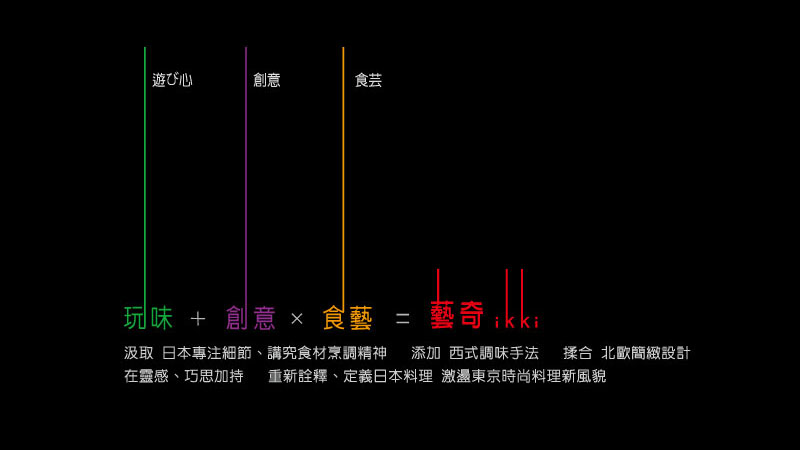 遊び心 創意 食芸
玩味 + 創意 × 食藝 = 藝奇 ikki
汲取 日本專注細節、講究食材烹調精神 添加 西式調味手法 揉合 北歐簡緻設計
在靈感、巧思加持 重新詮釋、定義日本料理 激盪東京時尚料理新風貌